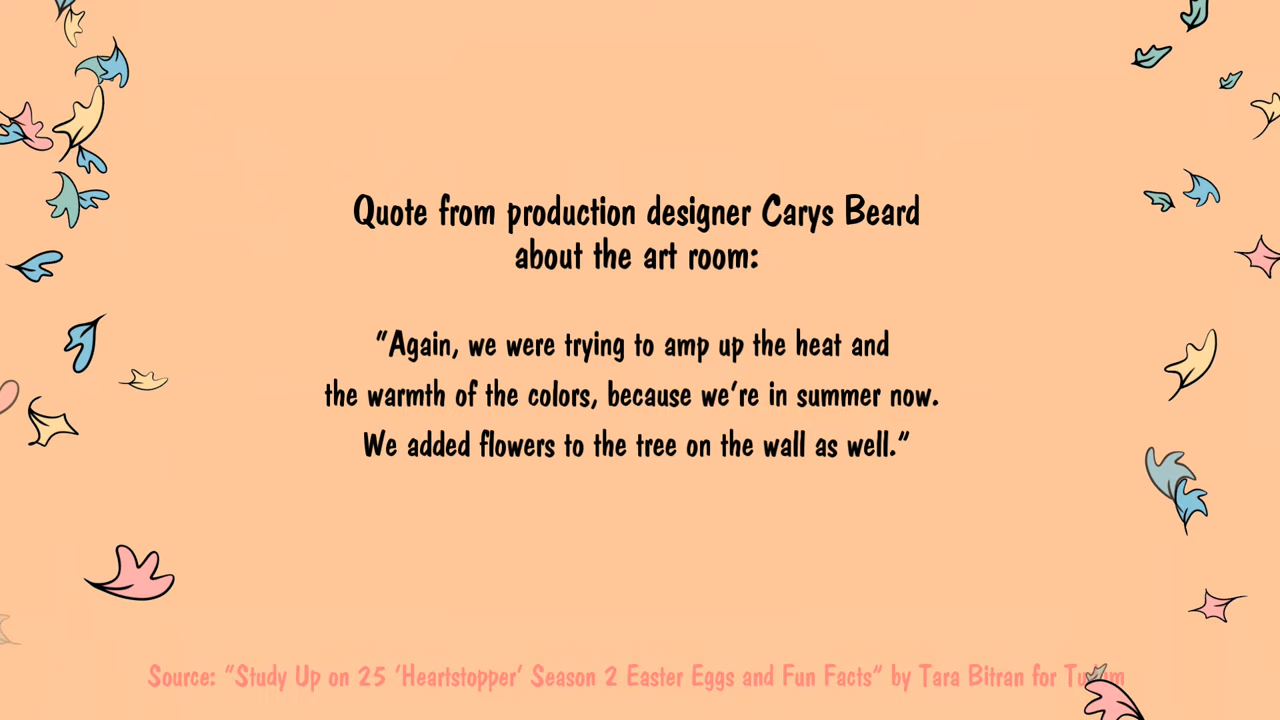 Quote from production designer Carys Beard
about the art room:
“Again, we were trying to amp up the heat and
the warmth of the colors, because we’re in summer now.
We added flowers to the tree on the wall as well.”
Source: “Study Up on 25 ‘Heartstopper’ Season 2 Easter Eggs and Fun Facts” by Tara Bitran for